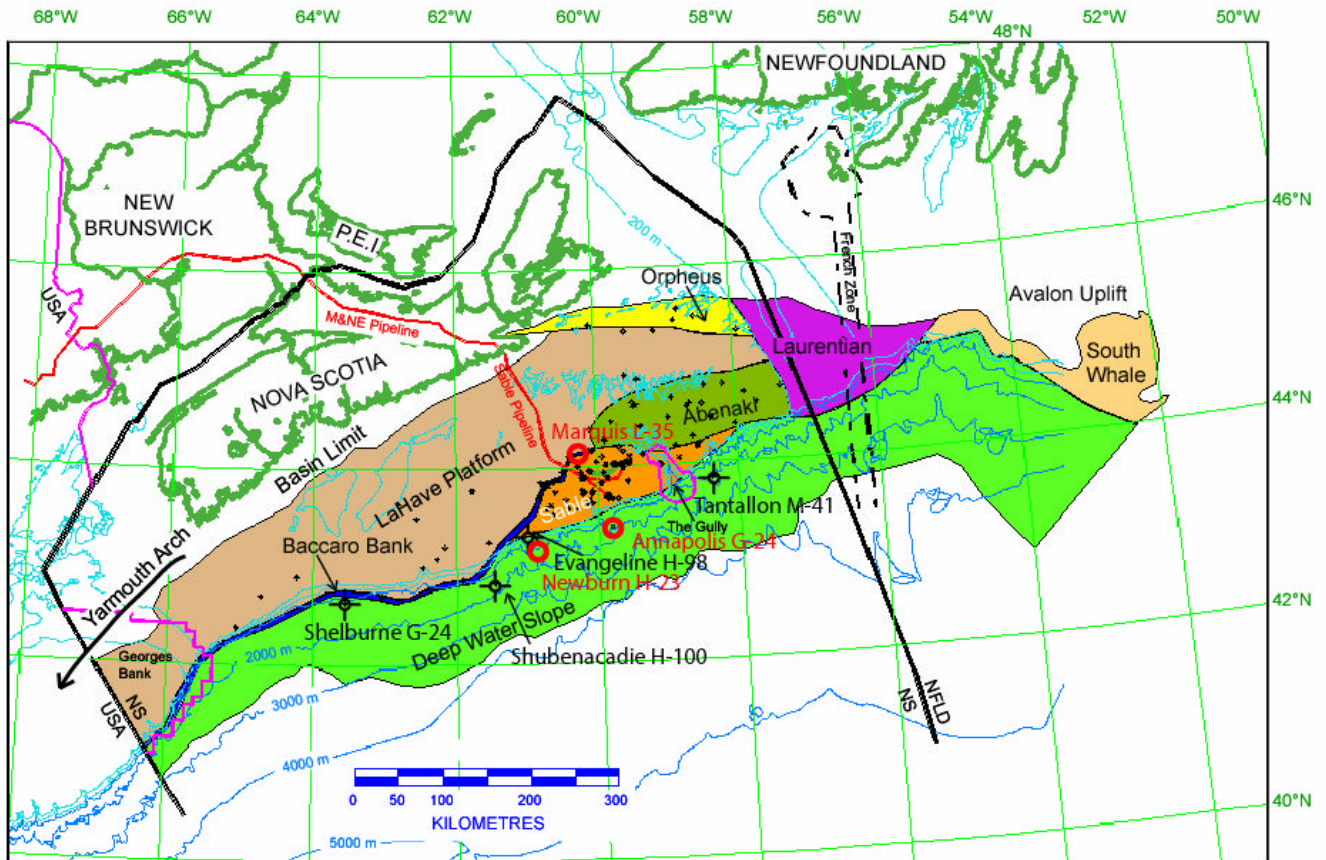 68°W
66°W
64°W
62°W
60°W
58°W
56°W
54°W
52°W
50°W
48°N
NEWFOUNDLAND
46°N
NEW
BRUNSWICK
P.E.I.
200 m
French Zone
Orpheus
Avalon Uplift
USA
M&NE Pipeline
Laurentian
South
Whale
NOVA SCOTIA
Sable Pipeline
44°N
Abenaki
Marquis L-35
Basin Limit
LaHave Platform
Sable
Tantallon M-41
The Gully
Annapolis G-24
Baccaro Bank
Evangeline H-98
Newburn H-23
Yarmouth Arch
42°N
Shelburne G-24
Deep Water Slope
Shubenacadie H-100
Georges
Bank
2000 m
NS
USA
NFLD
NS
3000 m
4000 m
0 50 100 200 300
KILOMETRES
40°N
5000 m